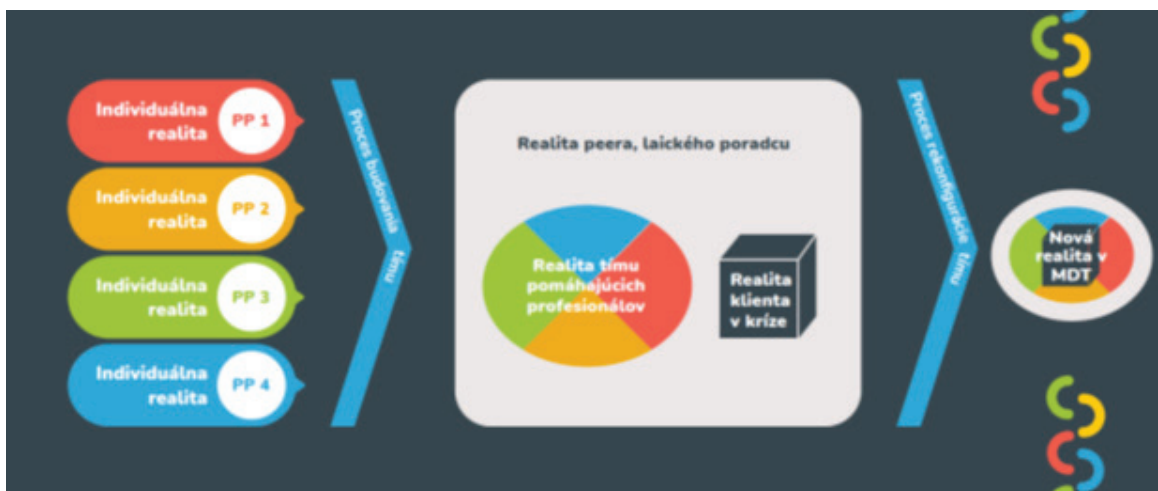 Individuálna
realita
PP 1
Individuálna
realita
PP 2
Individuálna
realita
PP 3
Individuálna
realita
PP 4
Proces budovania tímu
Realita peera, laického poradcu
Realita tímu
pomáhajúcich
profesionálov
Realita
klienta
v kríze
Proces rekonfigurácie tímu
Nová
realita v
MDT